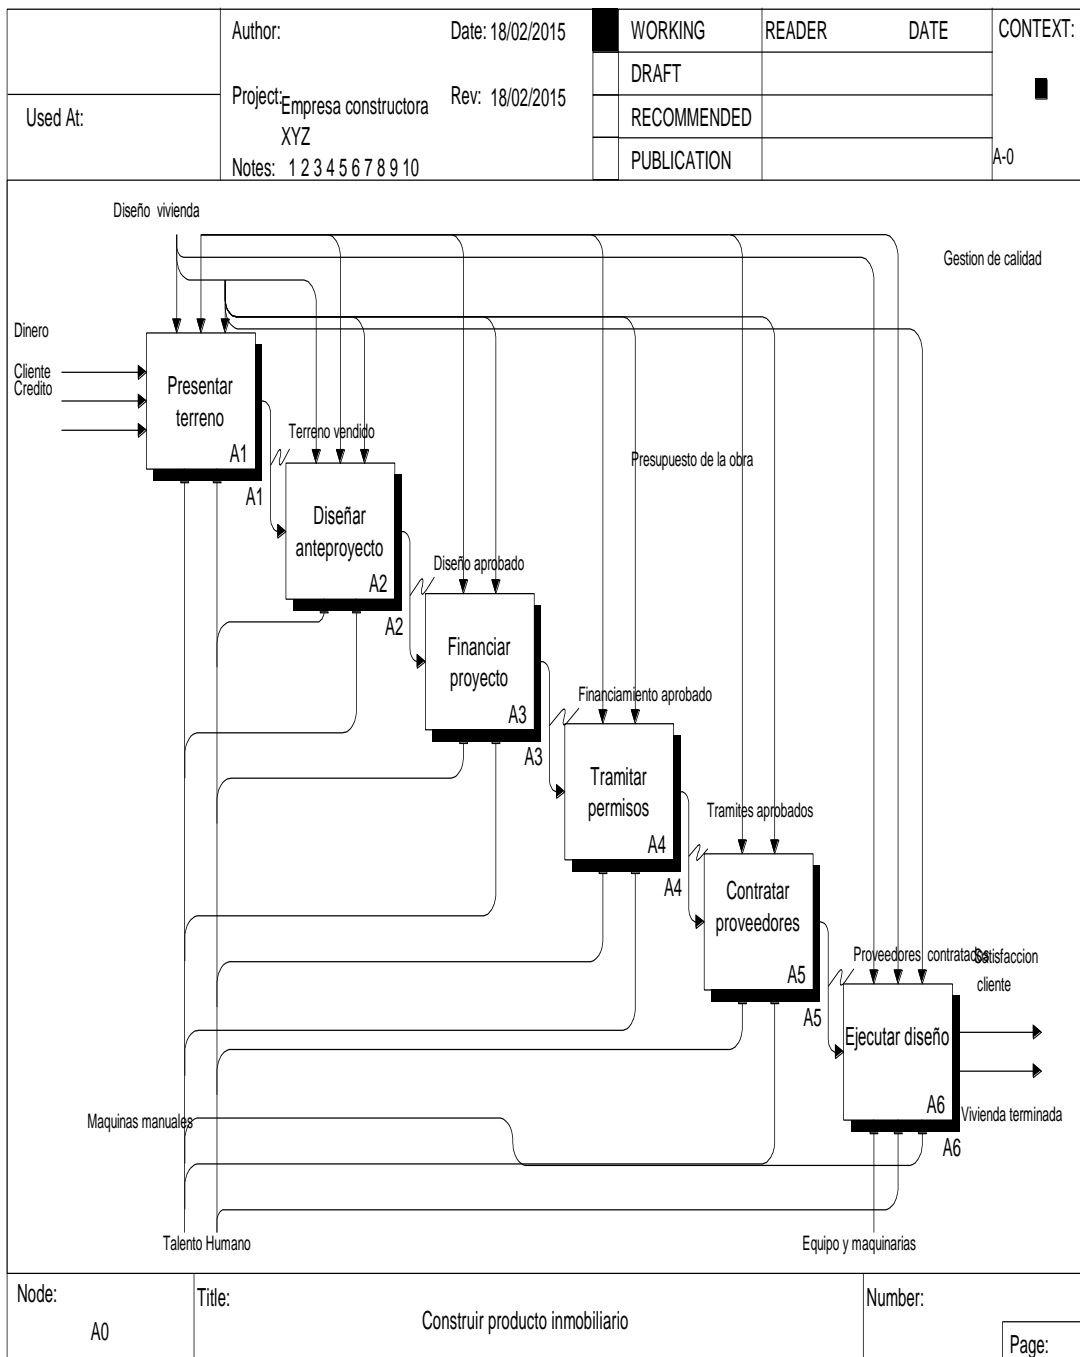 Used At:
Author:
Date: 18/02/2015
Project: Empresa constructora
XYZ
Rev: 18/02/2015
Notes: 1 2 3 4 5 6 7 8 9 10
WORKING
DRAFT
RECOMMENDED
PUBLICATION
READER
DATE
CONTEXT:
A-0
Diseño vivienda
Gestion de calidad
Dinero
Cliente
Credito
Presentar
terreno
A1
A1
Terreno vendido
Presupuesto de la obra
Diseñar
anteproyecto
A2
A2
Diseño aprobado
Financiar
proyecto
A3
A3
Financiamiento aprobado
Tramitar
permisos
A4
A4
Tramites aprobados
Contratar
proveedores
A5
A5
Proveedores contratados
Satisfaccion
cliente
Ejecutar diseño
A6
A6
Vivienda terminada
Maquinas manuales
Talento Humano
Equipo y maquinarias
Node:
A0
Title:
Construir producto inmobiliario
Number:
Page: